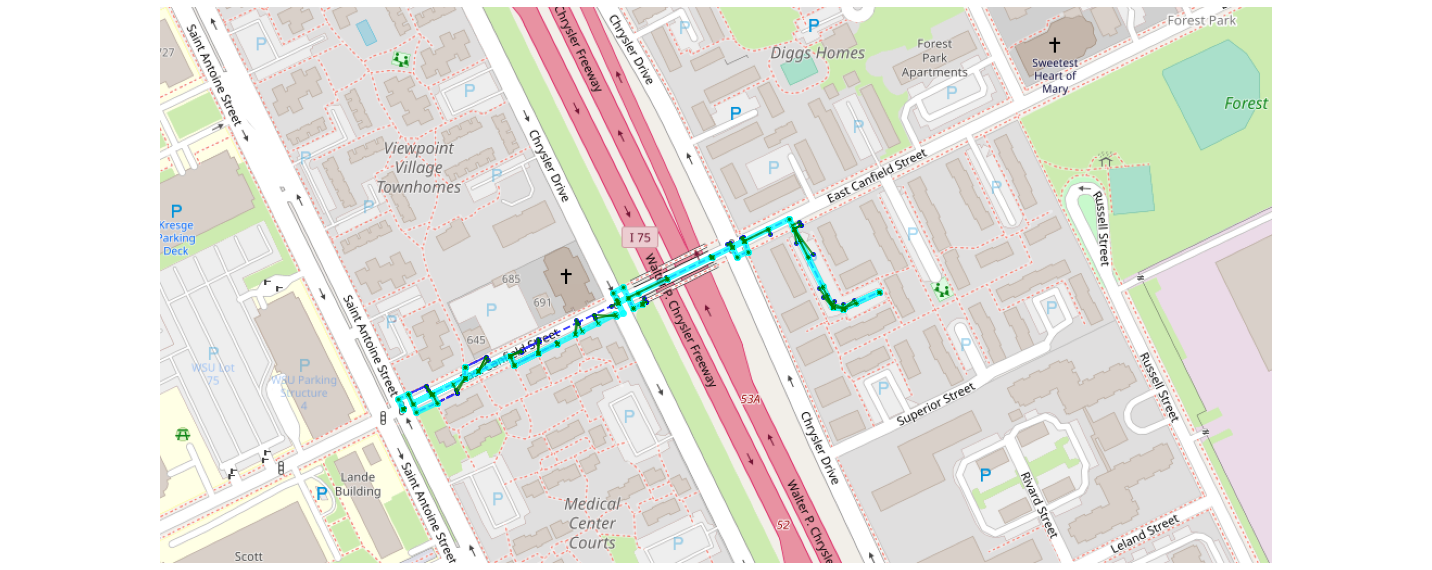 Forest Park
Saint Antoine Street
Chrysler Freeway
Chrysler Drive
P
P
P
Diggs Homes
Forest
Park
Apartments
Sweetest
Heart of
Mary
Forest
P
P
P
P
Viewpoint
Village
Townhomes
Chrysler Drive
P
P
P
East Canfield Street
P
P
P
P
Kresge
Parking
Deck
Russell Street
I 75
685
691
P
645
P
Walter P. Chrysler Freeway
Saint Antoine Street
P
WSU Lot
75
P
WSU Parking
Structure
4
P
P
P
53A
Superior Street
Russell Street
Chrysler Drive
P
Saint Antoine Street
Lande
Building
P
P
Medical
Center
Courts
P
Walter P. Chrysle
52
P
Rivard Street
Leland Street
Scott